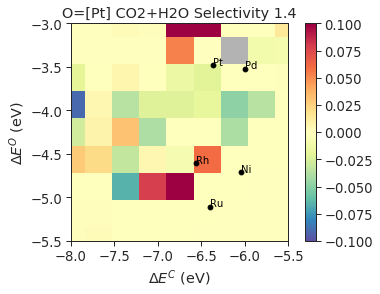 O=[Pt] CO2+H2O Selectivity 1.4
ΔE^O (eV)
−3.0
−3.5
−4.0
−4.5
−5.0
−5.5
−8.0 −7.5 −7.0 −6.5 −6.0 −5.5
ΔE^C (eV)
Pt
Pd
Rh
Ni
Ru
0.100
0.075
0.050
0.025
0.000
−0.025
−0.050
−0.075
−0.100